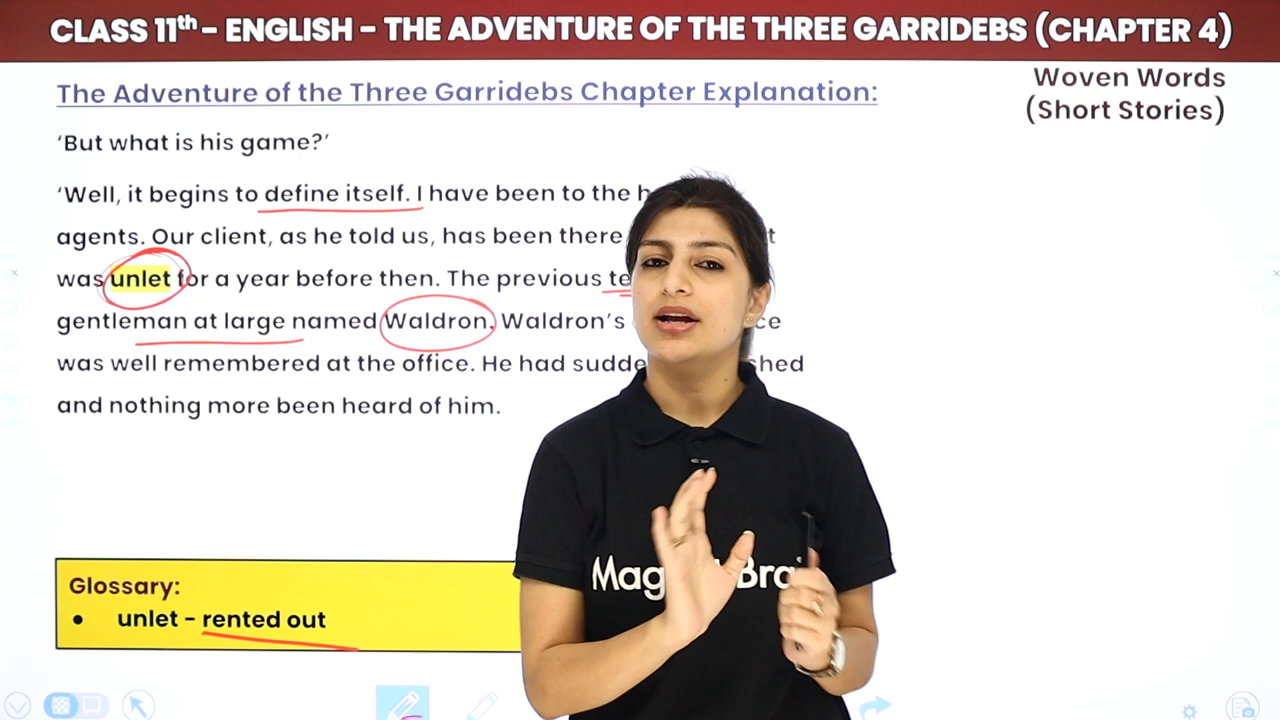 CLASS 11th - ENGLISH - THE ADVENTURE OF THE THREE GARRIDEBS (CHAPTER 4)
Woven Words
(Short Stories)
The Adventure of the Three Garridebs Chapter Explanation:
‘But what is his game?’
‘Well, it begins to define itself. I have been to the
agents. Our client, as he told us, has been there
was unlet for a year before then. The previous
gentleman at large named Waldron. Waldron’s
was well remembered at the office. He had
and nothing more been heard of him.
Glossary:
• unlet - rented out